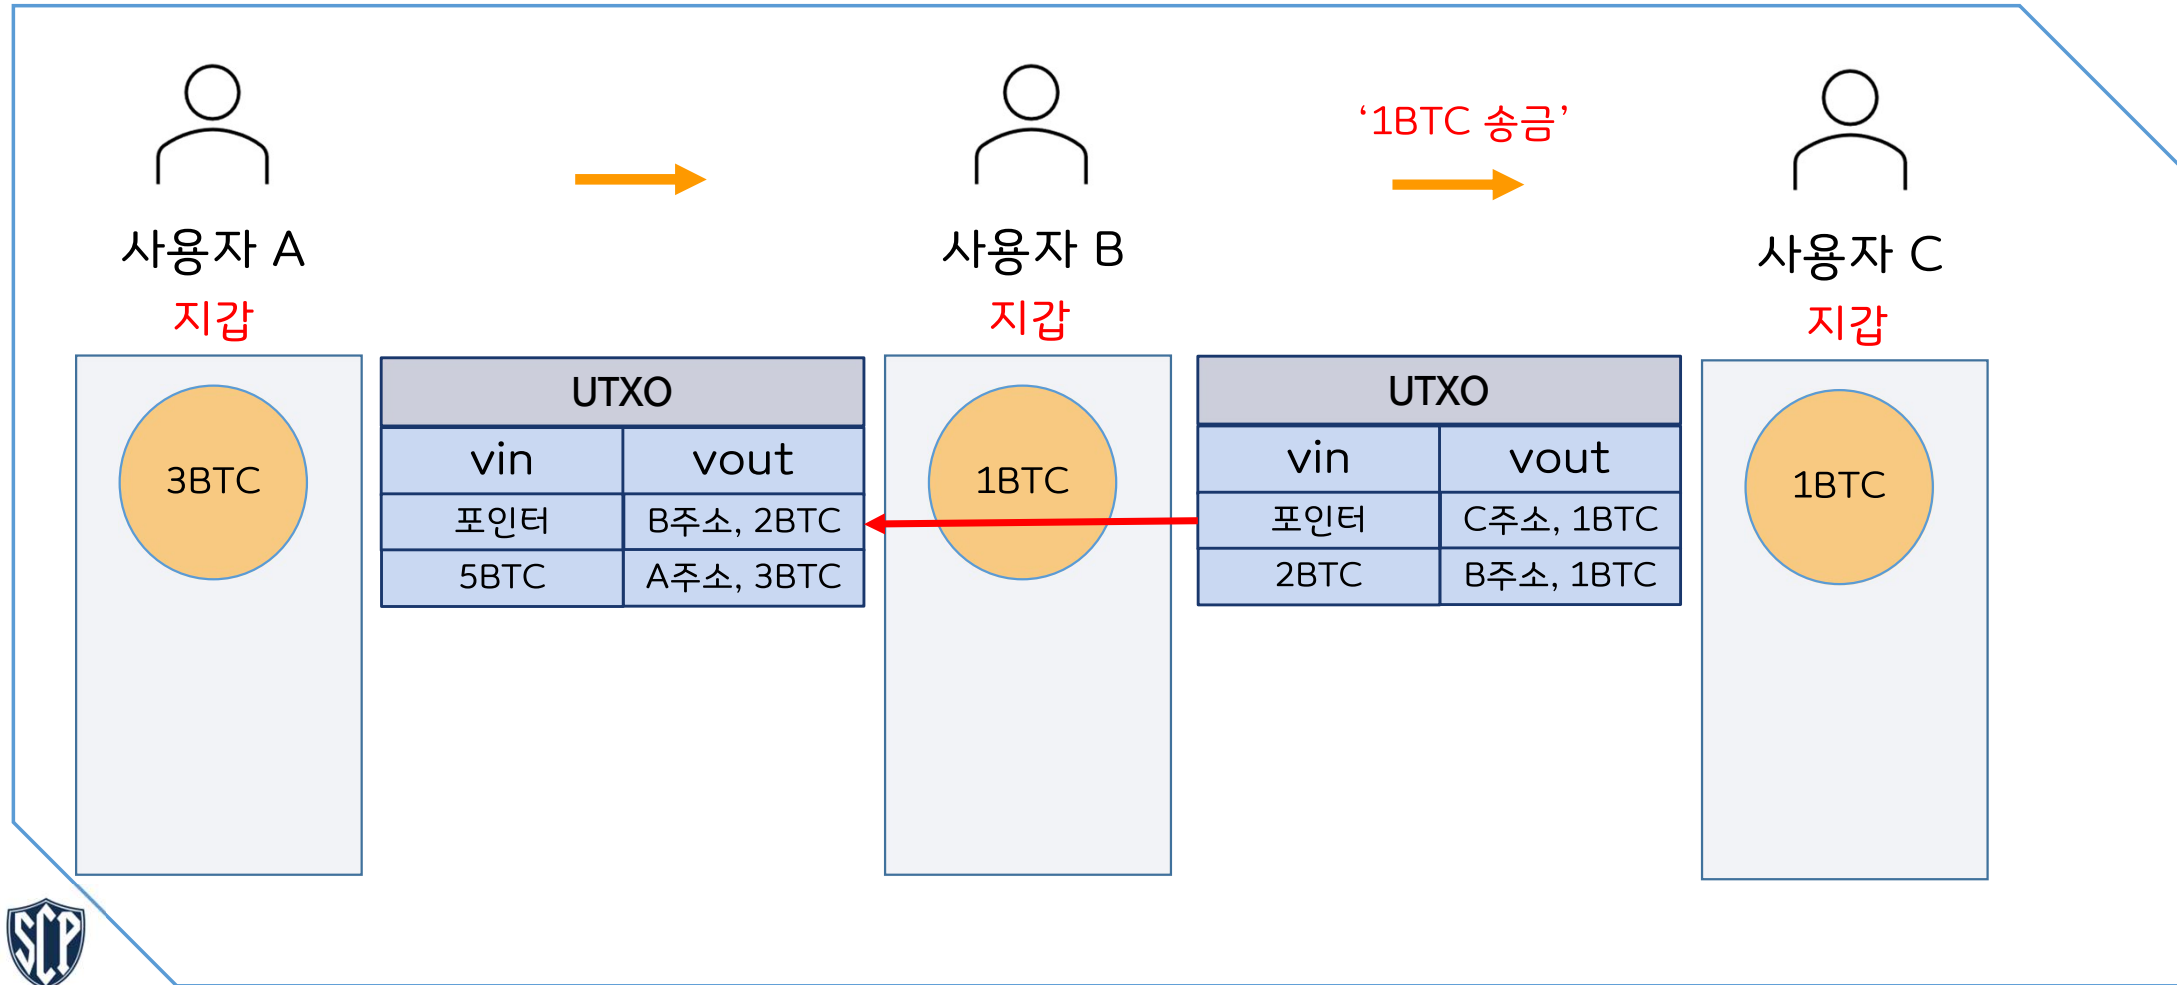 ‘1BTC 송금’
사용자 A
사용자 B
사용자 C
지갑
지갑
지갑
3BTC
UTXO
vin vout
포인터 B주소, 2BTC
5BTC A주소, 3BTC
1BTC
UTXO
vin vout
포인터 C주소, 1BTC
2BTC B주소, 1BTC
1BTC
SCP